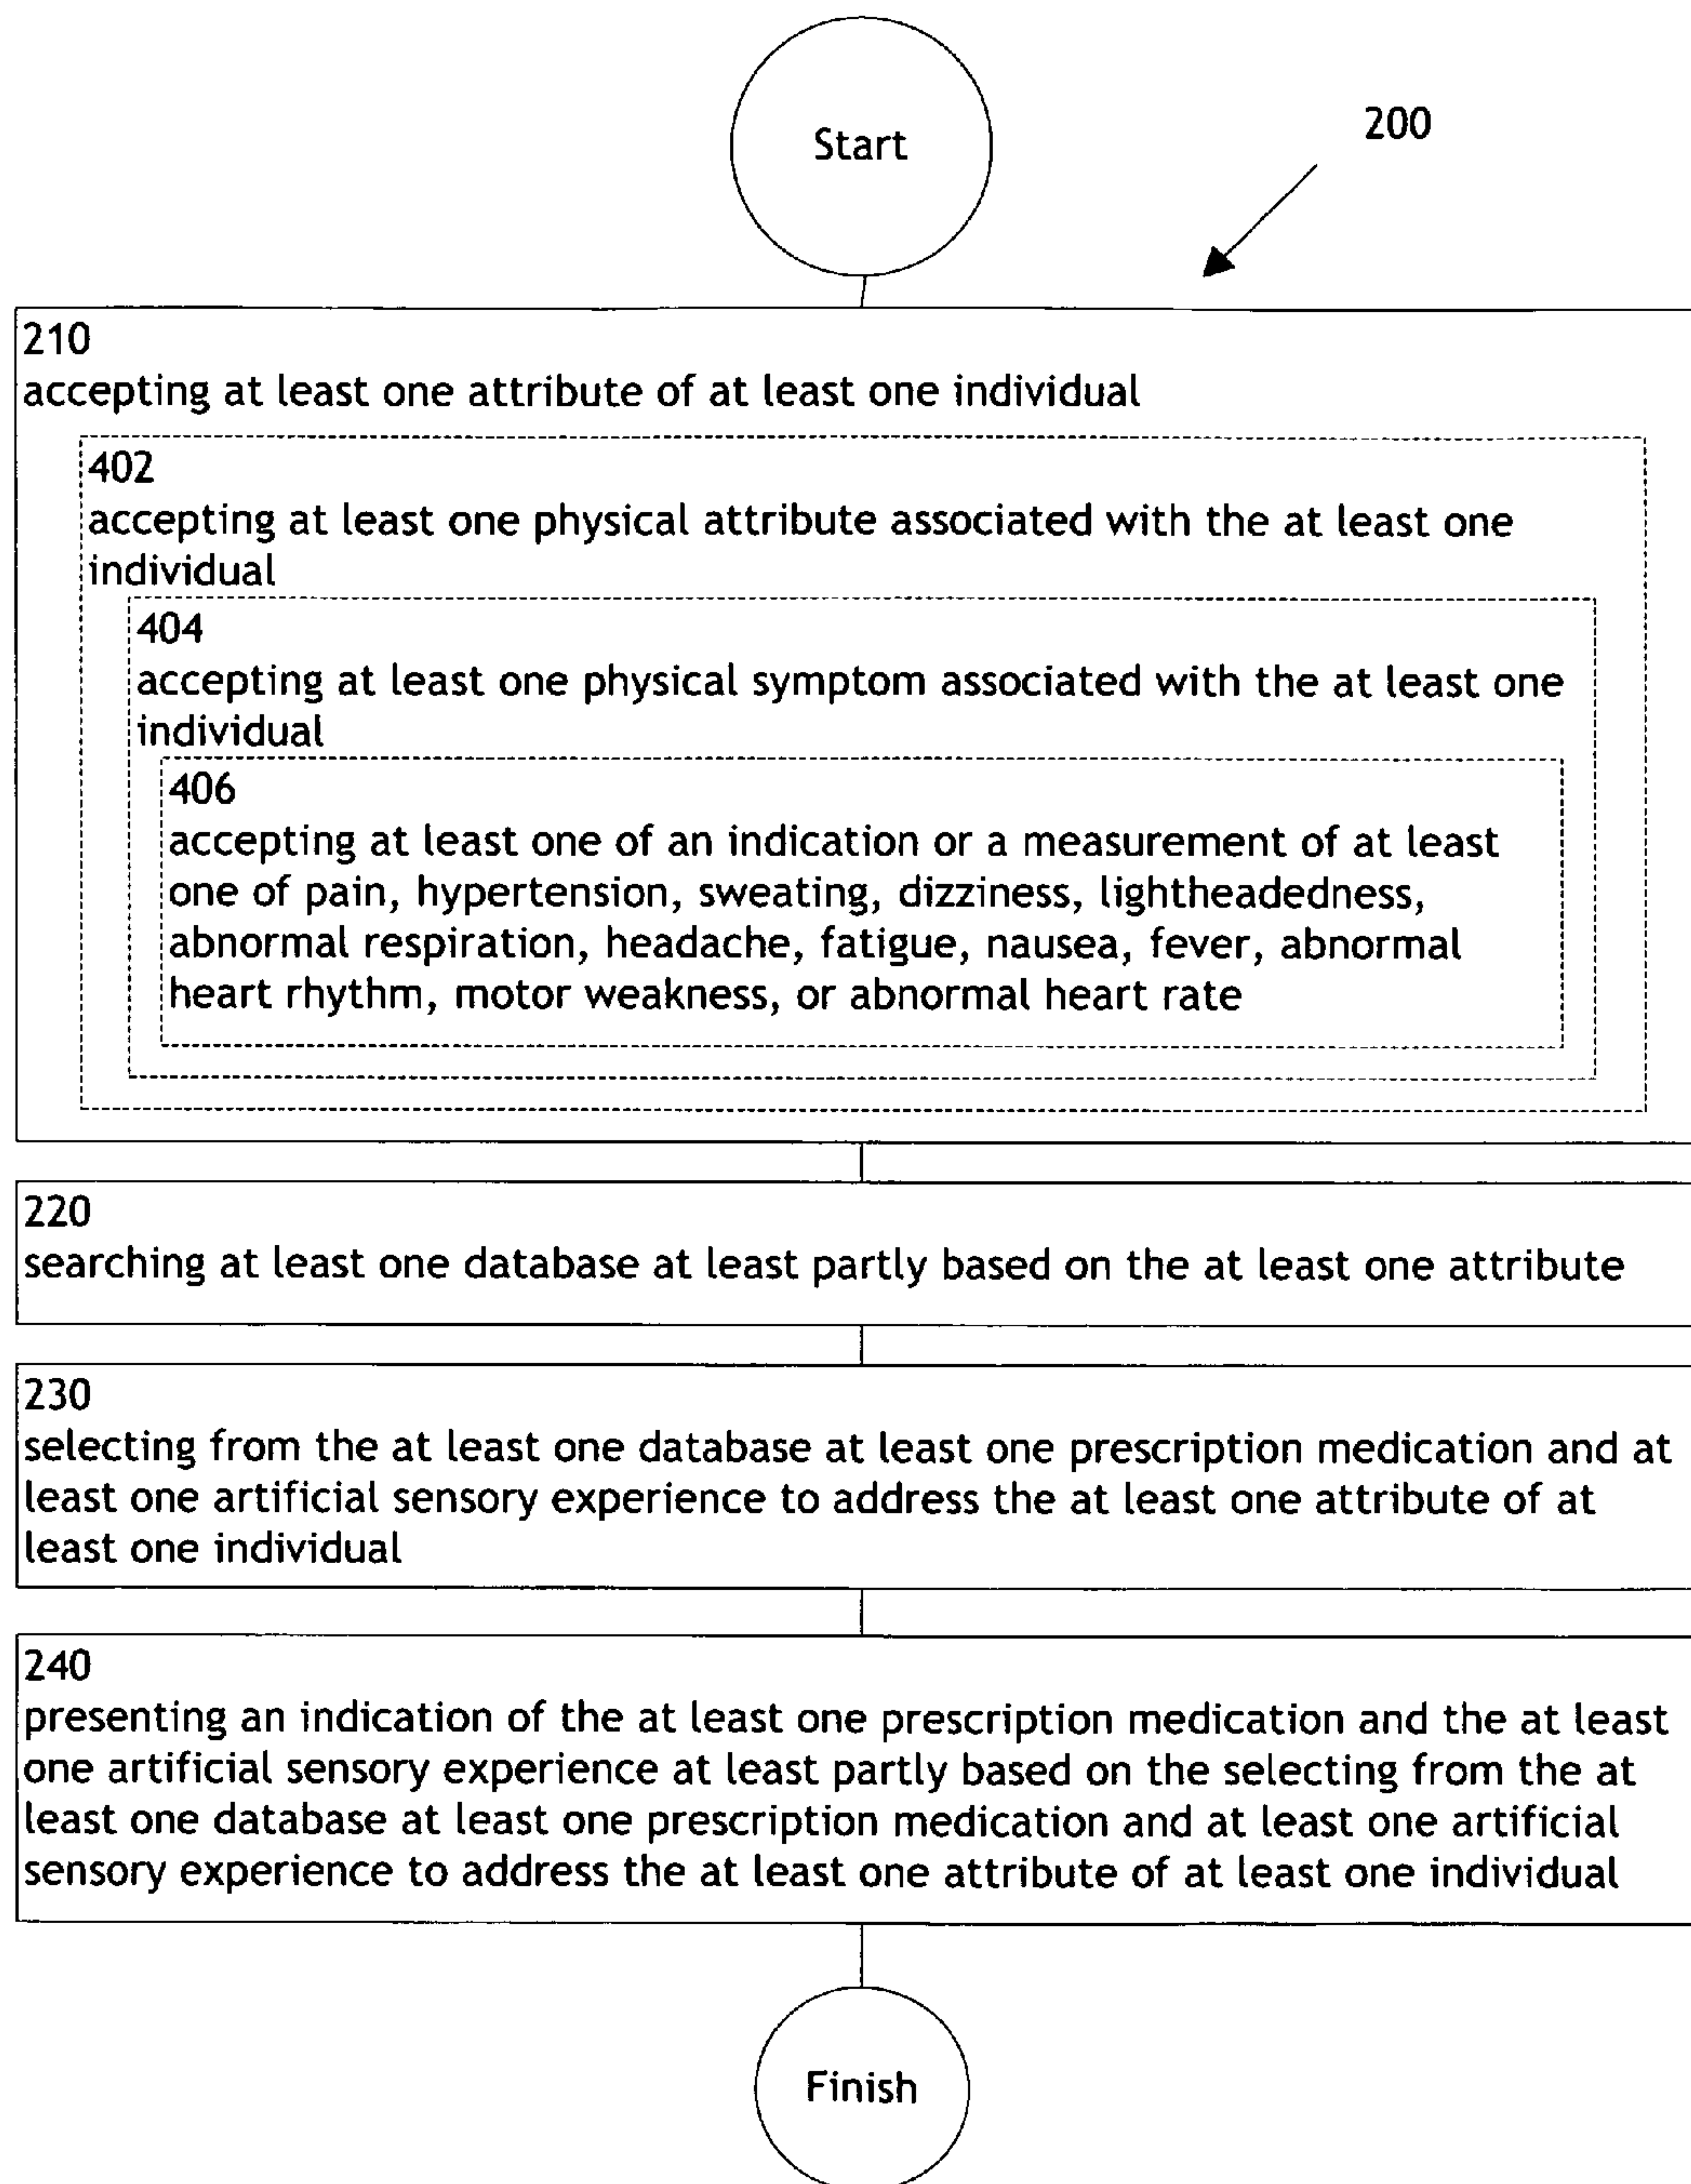 Start
200
210
accepting at least one attribute of at least one individual
402
accepting at least one physical attribute associated with the at least one
individual
404
accepting at least one physical symptom associated with the at least one
individual
406
accepting at least one of an indication or a measurement of at least
one of pain, hypertension, sweating, dizziness, lightheadedness,
abnormal respiration, headache, fatigue, nausea, fever, abnormal
heart rhythm, motor weakness, or abnormal heart rate
220
searching at least one database at least partly based on the at least one attribute
230
selecting from the at least one database at least one prescription medication and at
least one artificial sensory experience to address the at least one attribute of at
least one individual
240
presenting an indication of the at least one prescription medication and the at least
one artificial sensory experience at least partly based on the selecting from the at
least one database at least one prescription medication and at least one artificial
sensory experience to address the at least one attribute of at least one individual
Finish